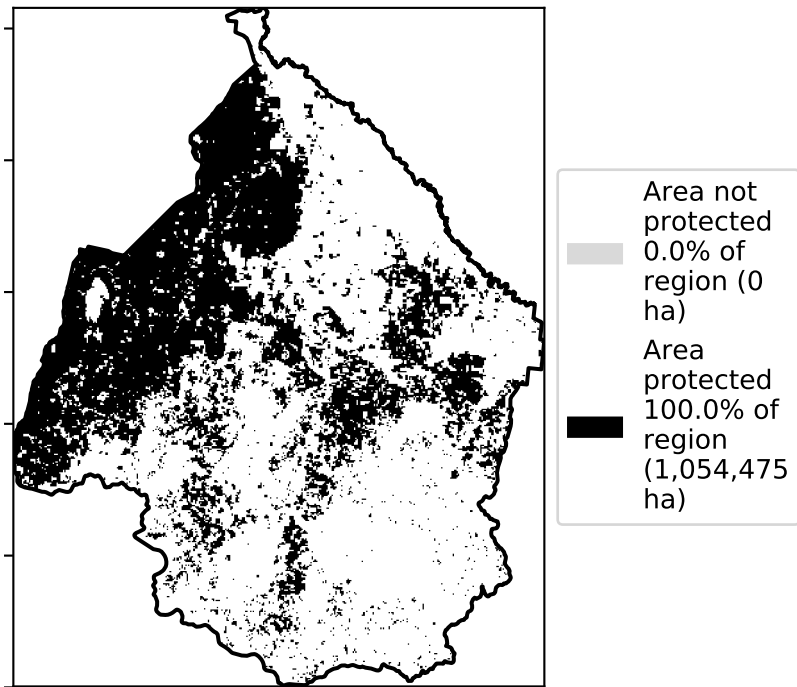 Area not
protected
0.0% of
region (0
ha)
Area
protected
100.0% of
region
(1,054,475
ha)